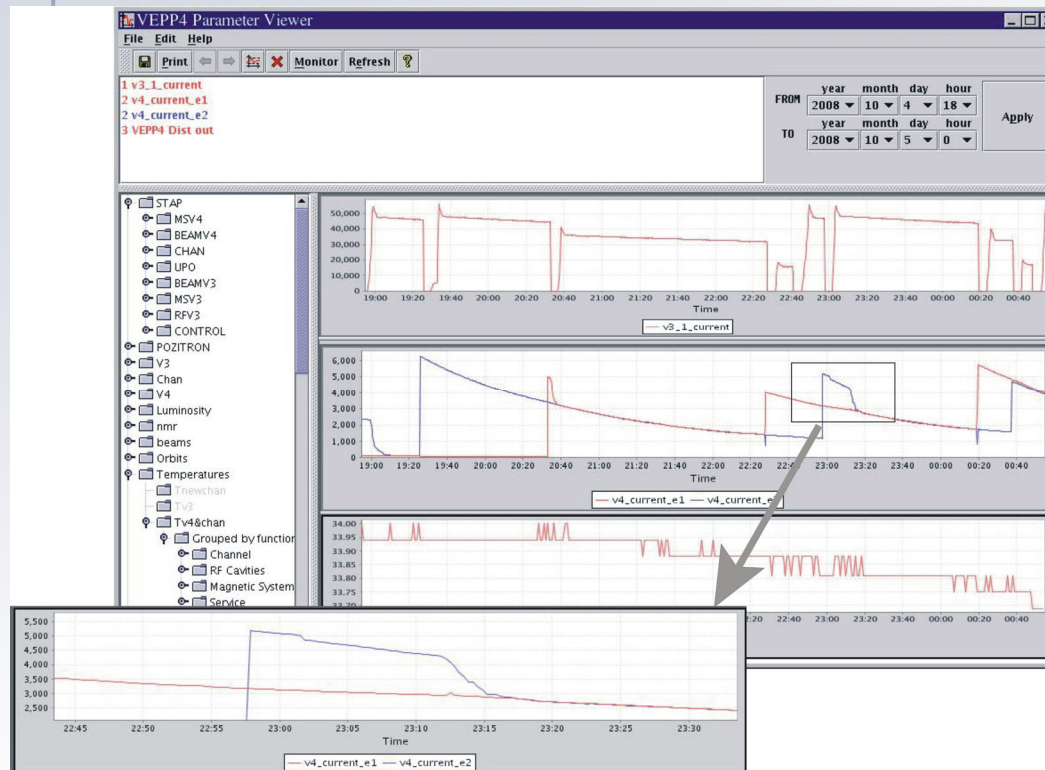 VEPP4 Parameter Viewer
File Edit Help
Print Monitor Refresh ?
1 v3_1_current
2 v4_current_e1
2 v4_current_e2
3 VEPP4 Dist out
year month day hour
FROM 2008 10 4 18
year month day hour
TO 2008 10 5 0
Apply
STAP
MSV4
BEAMV4
CHAN
UPO
BEAMV3
MSV3
RFV3
CONTROL
POZITRON
V3
Chan
V4
Luminosity
nmr
beams
Orbits
Temperatures
Tnewchan
Tv3
Tv4&chan
Grouped by function
Channel
RF Cavities
Magnetic System
Service
50,000
40,000
30,000
20,000
10,000
0
19:00 19:20 19:40 20:00 20:20 20:40 21:00 21:20 21:40 22:00 22:20 22:40 23:00 23:20 23:40 00:00 00:20 00:40
Time
v3_1_current
6,000
5,000
4,000
3,000
2,000
1,000
0
19:00 19:20 19:40 20:00 20:20 20:40 21:00 21:20 21:40 22:00 22:20 22:40 23:00 23:20 23:40 00:00 00:20 00:40
Time
v4_current_e1 v4_current_e
34.00
33.95
33.90
33.85
33.80
33.75
33.70
:20 22:40 23:00 23:20 23:40 00:00 00:20 00:40
5,500
5,000
4,500
4,000
3,500
3,000
2,500
22:45 22:50 22:55 23:00 23:05 23:10 23:15 23:20 23:25 23:30
Time
v4_current_e1 v4_current_e2